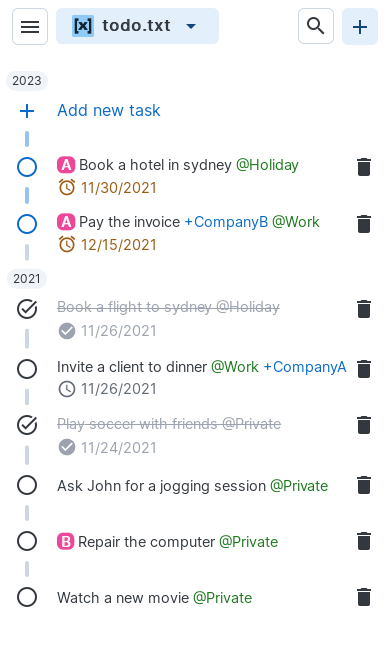 [x] todo.txt
2023
Add new task
A Book a hotel in sydney @Holiday
11/30/2021
A Pay the invoice +CompanyB @Work
12/15/2021
2021
Book a flight to sydney @Holiday
11/26/2021
Invite a client to dinner @Work +CompanyA
11/26/2021
Play soccer with friends @Private
11/24/2021
Ask John for a jogging session @Private
B Repair the computer @Private
Watch a new movie @Private